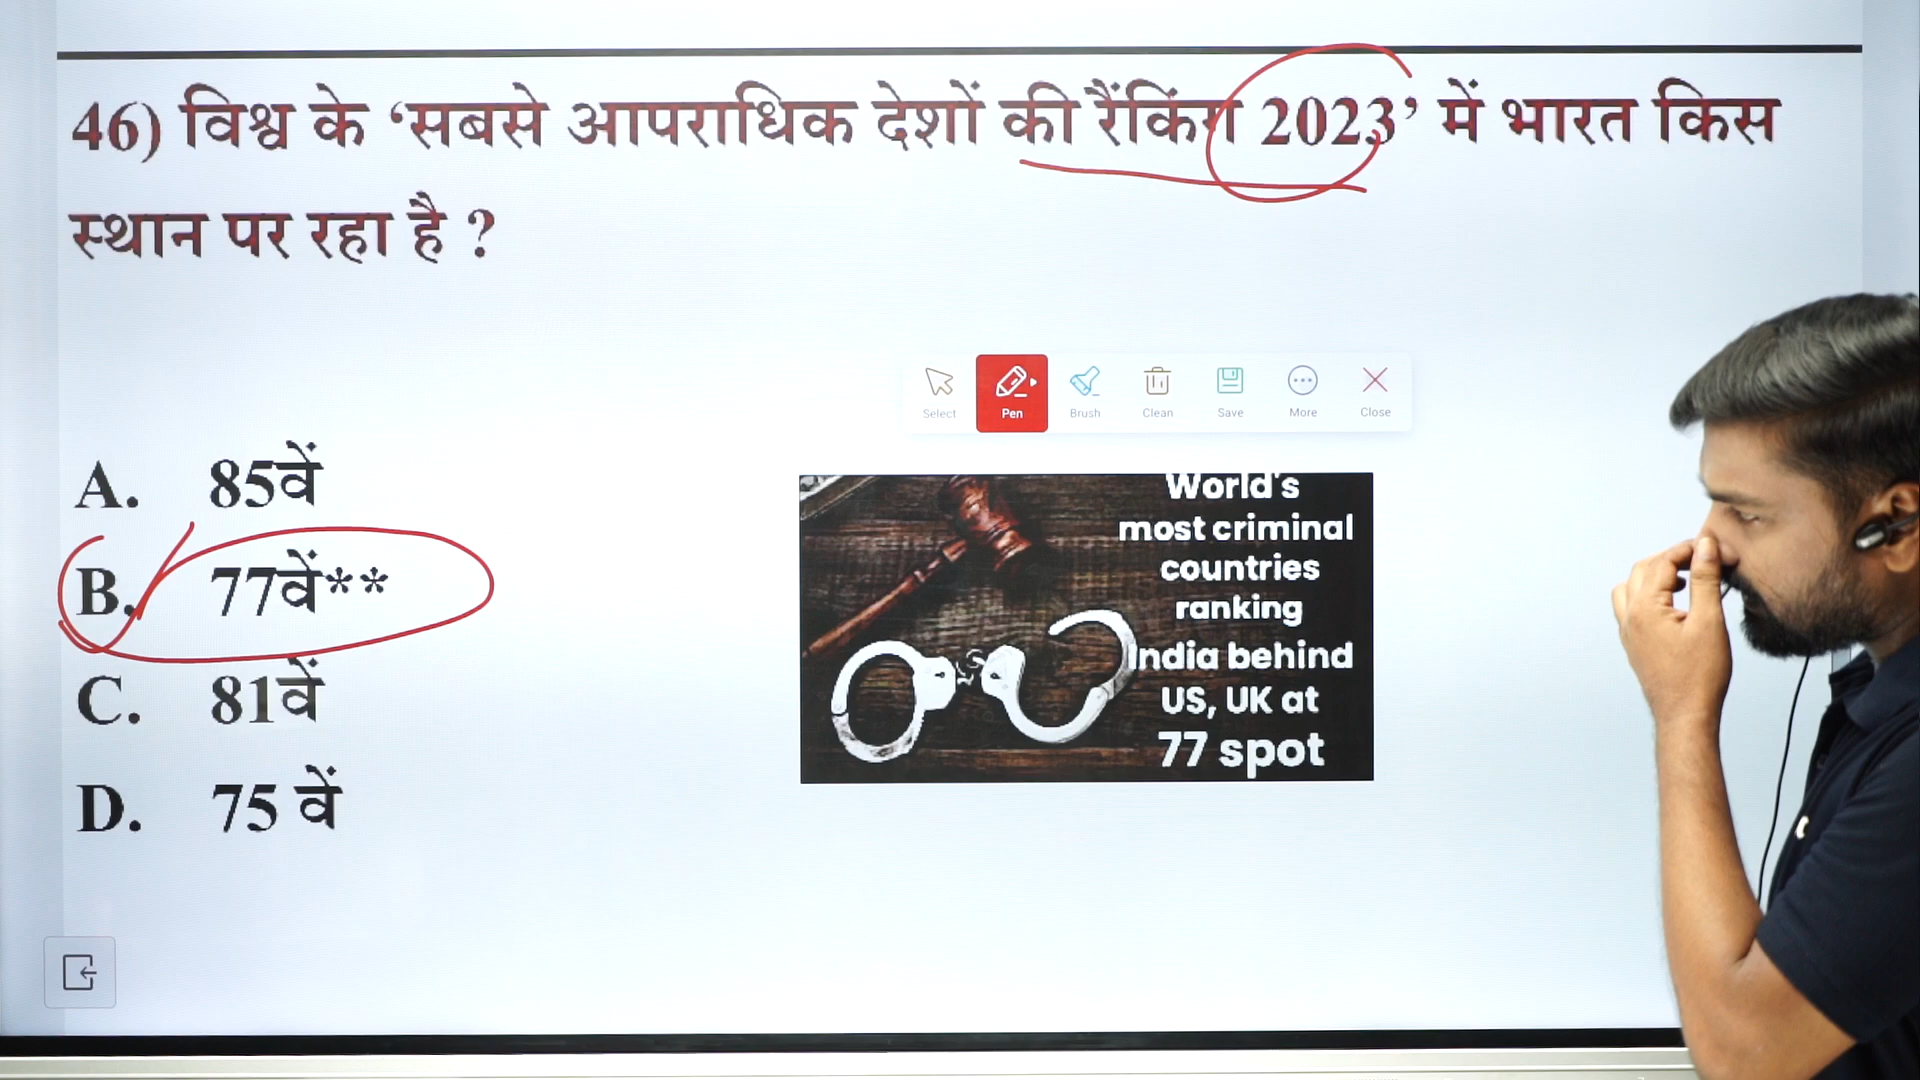 46) विश्व के ‘सबसे आपराधिक देशों की रैंकिंग 2023’ में भारत किस
स्थान पर रहा है ?
Select Pen Brush Clean Save More Close
A. 85वें
B. 77वें**
C. 81वें
D. 75 वें
World's
most criminal
countries
ranking
India behind
US, UK at
77 spot